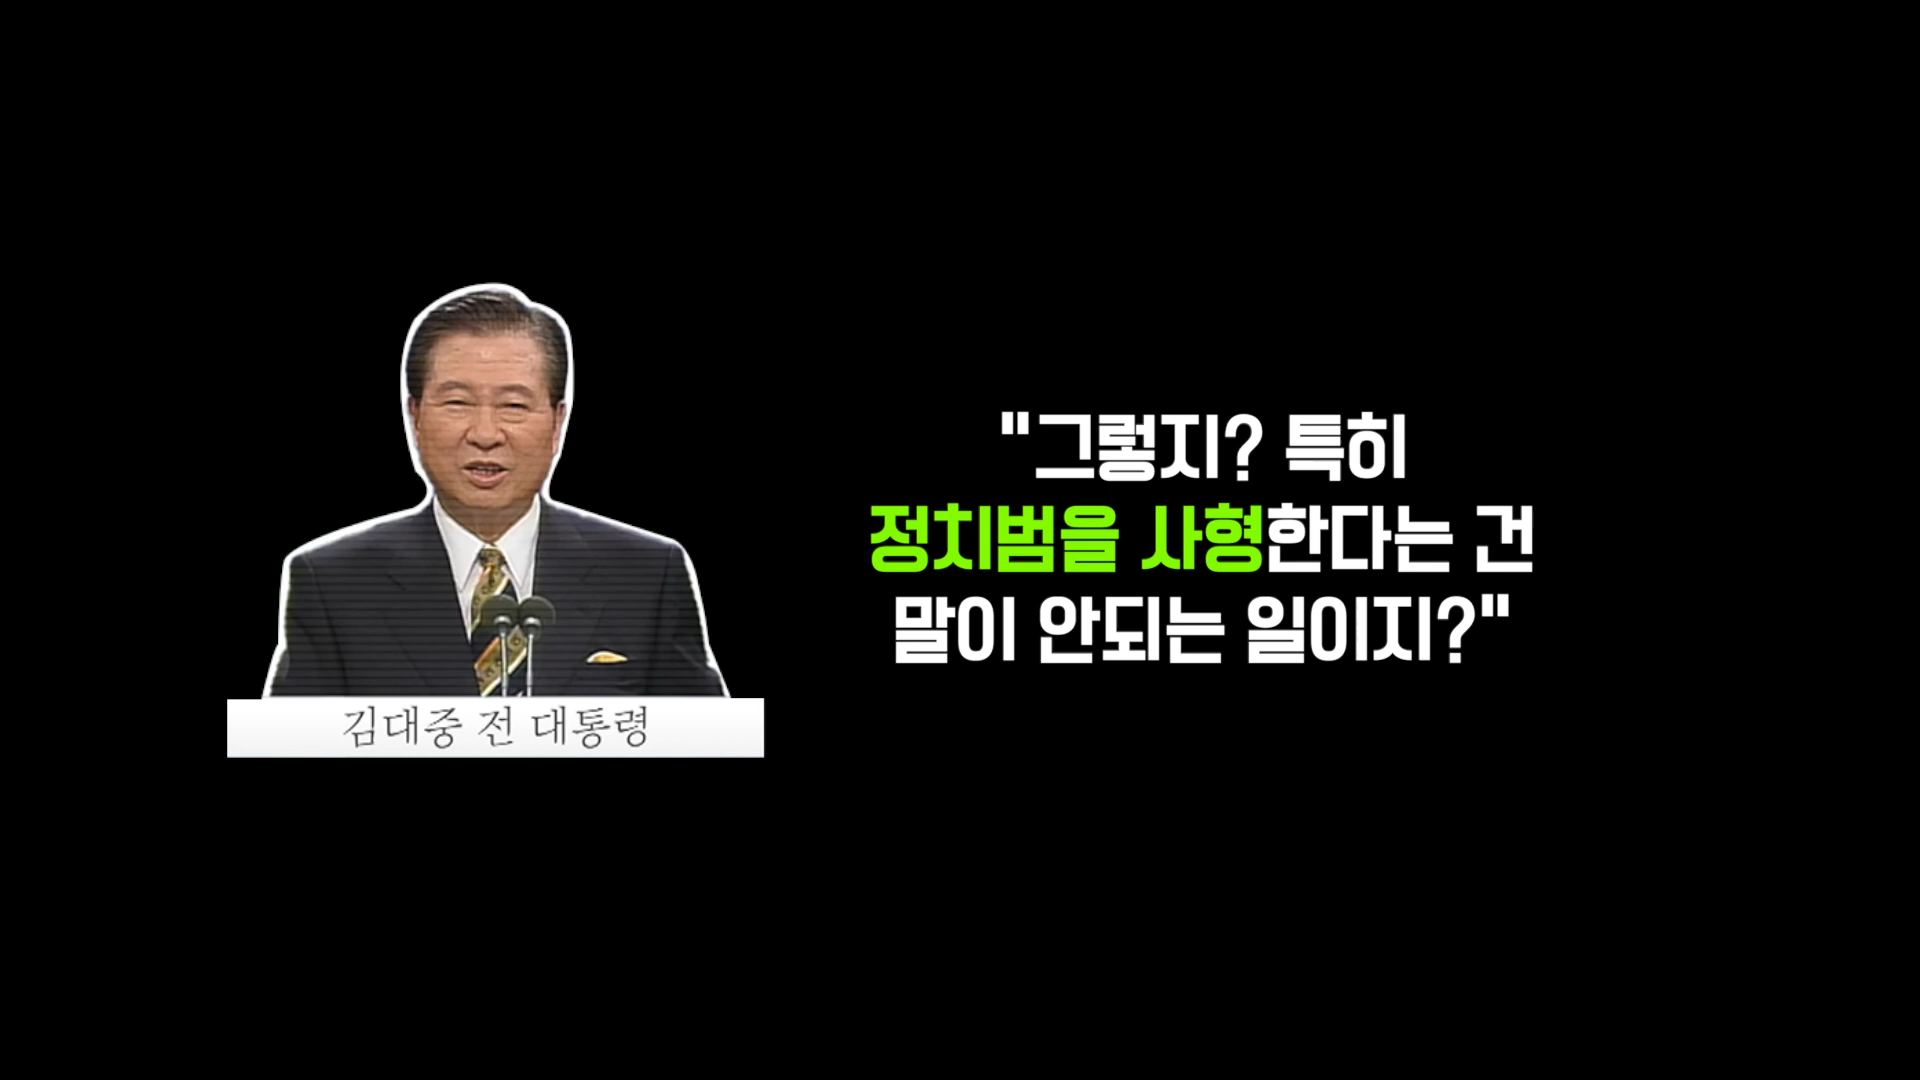 김대중 전 대통령
"그렇지? 특히
정치범을 사형한다는 건
말이 안되는 일이지?"